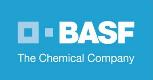 BASF
The Chemical Company